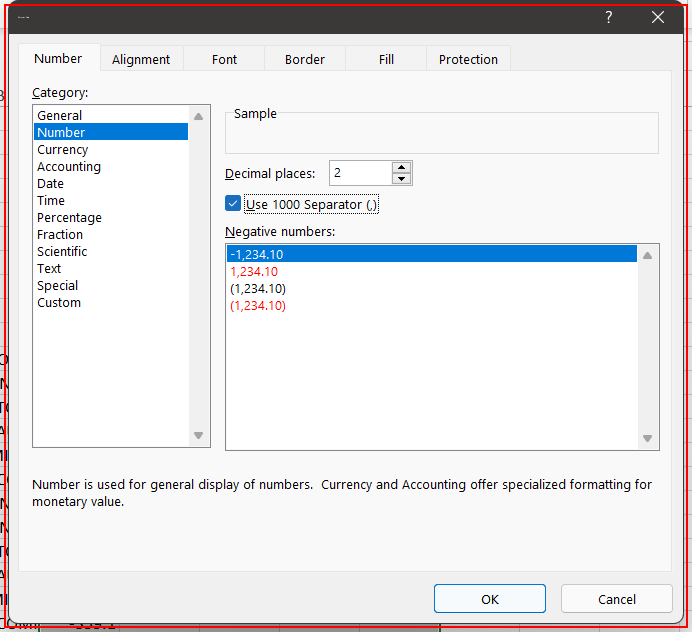 ?
Number Alignment Font Border Fill Protection
Category:
General
Number
Currency
Accounting
Date
Time
Percentage
Fraction
Scientific
Text
Special
Custom
Sample
Decimal places: 2
Use 1000 Separator (,)
Negative numbers:
-1,234.10
1,234.10
(1,234.10)
(1,234.10)
Number is used for general display of numbers. Currency and Accounting offer specialized formatting for
monetary value.
OK Cancel